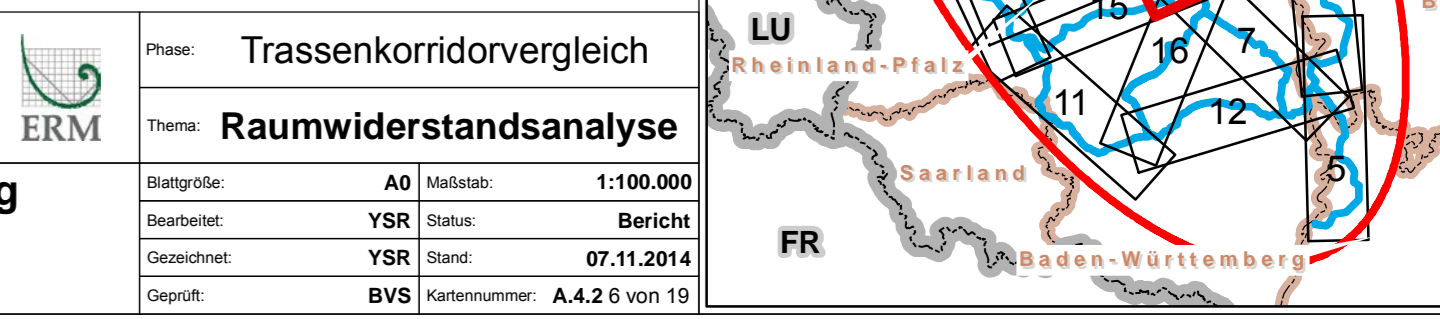 ERM
Phase: Trassenkorridorvergleich
Thema: Raumwiderstandsanalyse
g
Blattgröße: A0 Maßstab: 1:100.000
Bearbeitet: YSR Status: Bericht
Gezeichnet: YSR Stand: 07.11.2014
Geprüft: BVS Kartennummer: A.4.2 6 von 19
LU
Rheinland-Pfalz
15
16
7
11
12
5
Saarland
FR
Baden-Württemberg
B